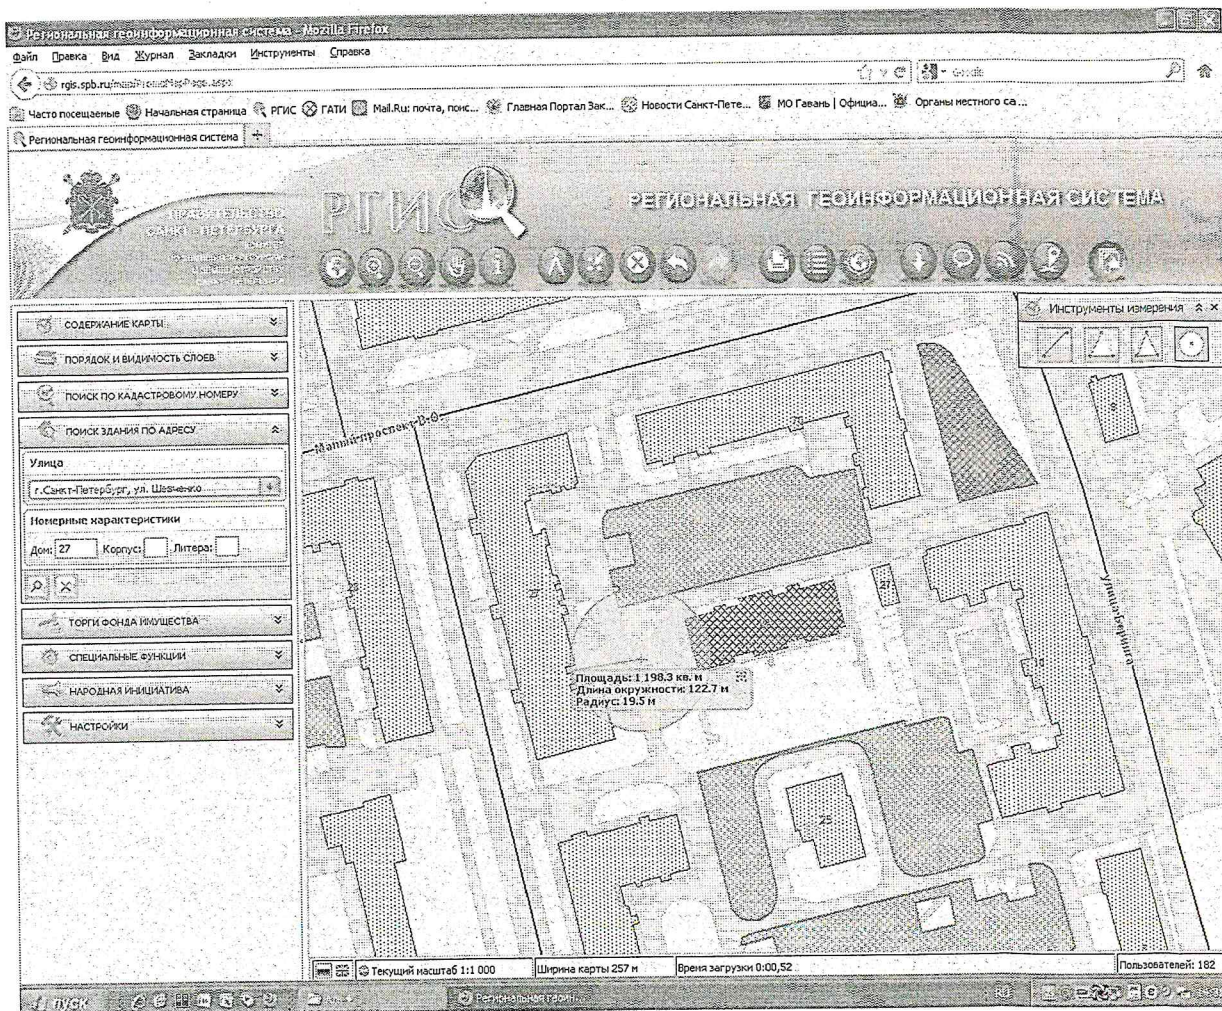 Региональная геоинформационная система - Mozilla Firefox
Файл Правка Вид Журнал Закладки Инструменты Справка
rgis.spb.ru/map/PromoMapPage.aspx
Google
Часто посещаемые Начальная страница РГИС ГАТИ Mail.Ru: почта, поис... Главная Портал Зак... Новости Санкт-Пете... МО Гавань | Официа... Органы местного са...
Региональная геоинформационная система
ПРАВИТЕЛЬСТВО
САНКТ - ПЕТЕРБУРГА
РГИС
РЕГИОНАЛЬНАЯ ГЕОИНФОРМАЦИОННАЯ СИСТЕМА
СОДЕРЖАНИЕ КАРТЫ
ПОРЯДОК И ВИДИМОСТЬ СЛОЕВ
ПОИСК ПО КАДАСТРОВОМУ НОМЕРУ
ПОИСК ЗДАНИЯ ПО АДРЕСУ
Улица
г.Санкт-Петербург, ул. Шевченко
Номерные характеристики
Дом: 27 Корпус: Литера:
ТОРГИ ФОНДА ИМУЩЕСТВА
СПЕЦИАЛЬНЫЕ ФУНКЦИИ
НАРОДНАЯ ИНИЦИАТИВА
НАСТРОЙКИ
Инструменты измерения
Малый проспект В.О.
улица Беринга
27
25
Площадь: 1 198.3 кв. м
Длина окружности: 122.7 м
Радиус: 19.5 м
Текущий масштаб 1:1 000 Ширина карты 257 м Время загрузки 0:00,52 Пользователей: 182
пуск
Региональная геоин...